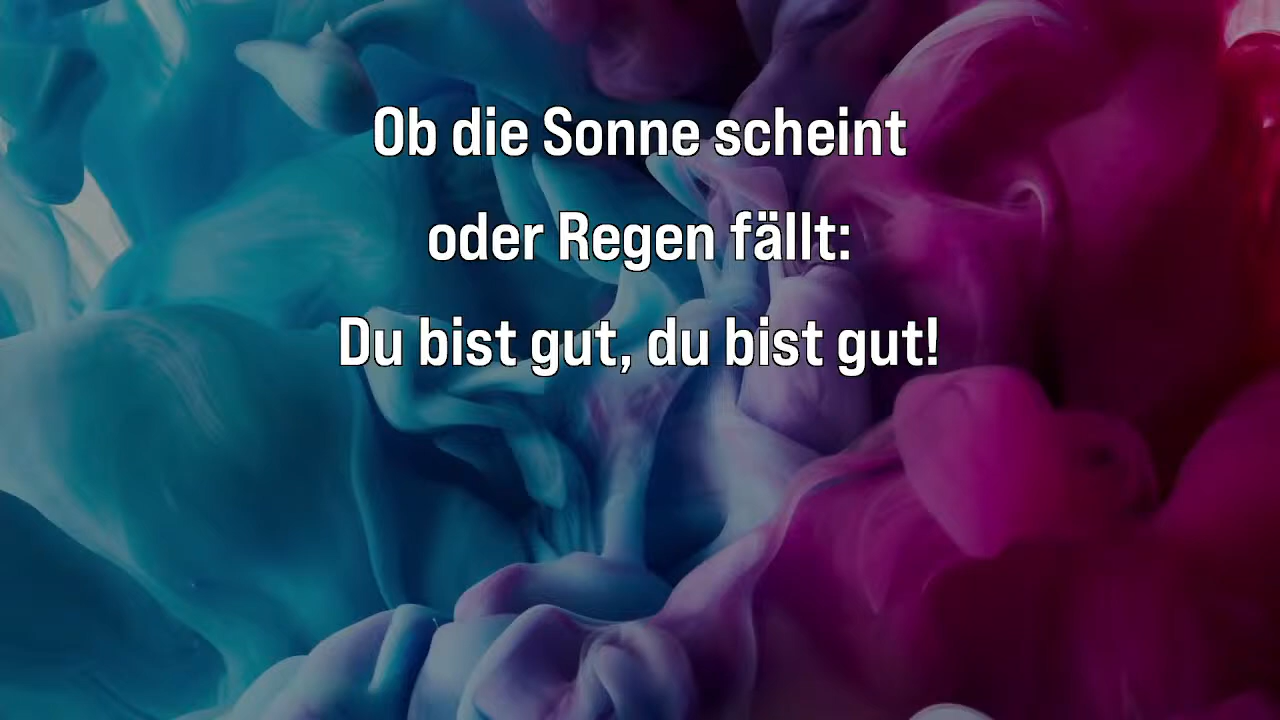 Ob die Sonne scheint
oder Regen fällt:
Du bist gut, du bist gut!